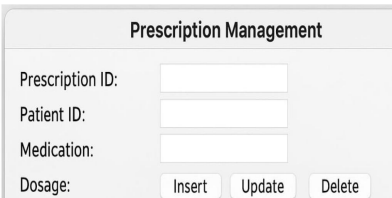 Prescription Management
Prescription ID:
Patient ID:
Medication:
Dosage: Insert Update Delete